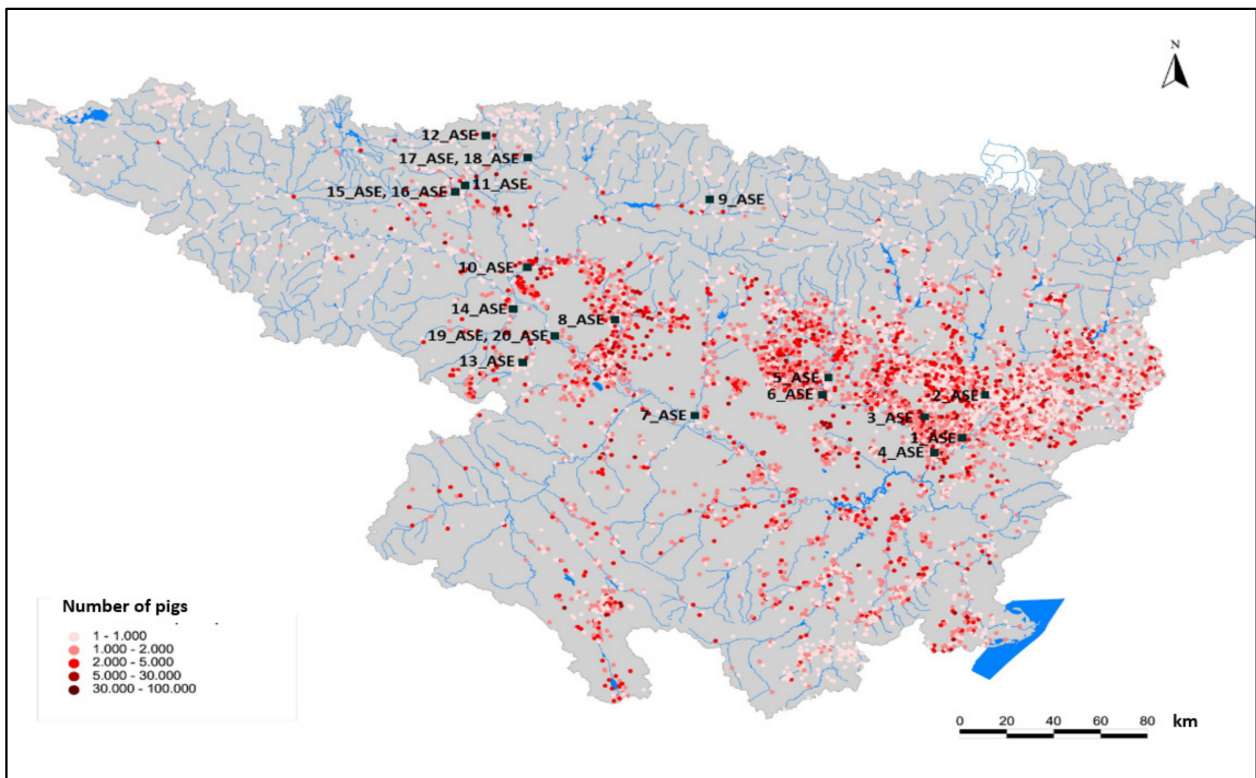 N
12_ASE
17_ASE, 18_ASE
11_ASE
15_ASE, 16_ASE
9_ASE
10_ASE
14_ASE
8_ASE
19_ASE, 20_ASE
13_ASE
5_ASE
6_ASE
2_ASE
7_ASE
3_ASE
1_ASE
4_ASE
Number of pigs
1 - 1.000
1.000 - 2.000
2.000 - 5.000
5.000 - 30.000
30.000 - 100.000
0 20 40 60 80 km